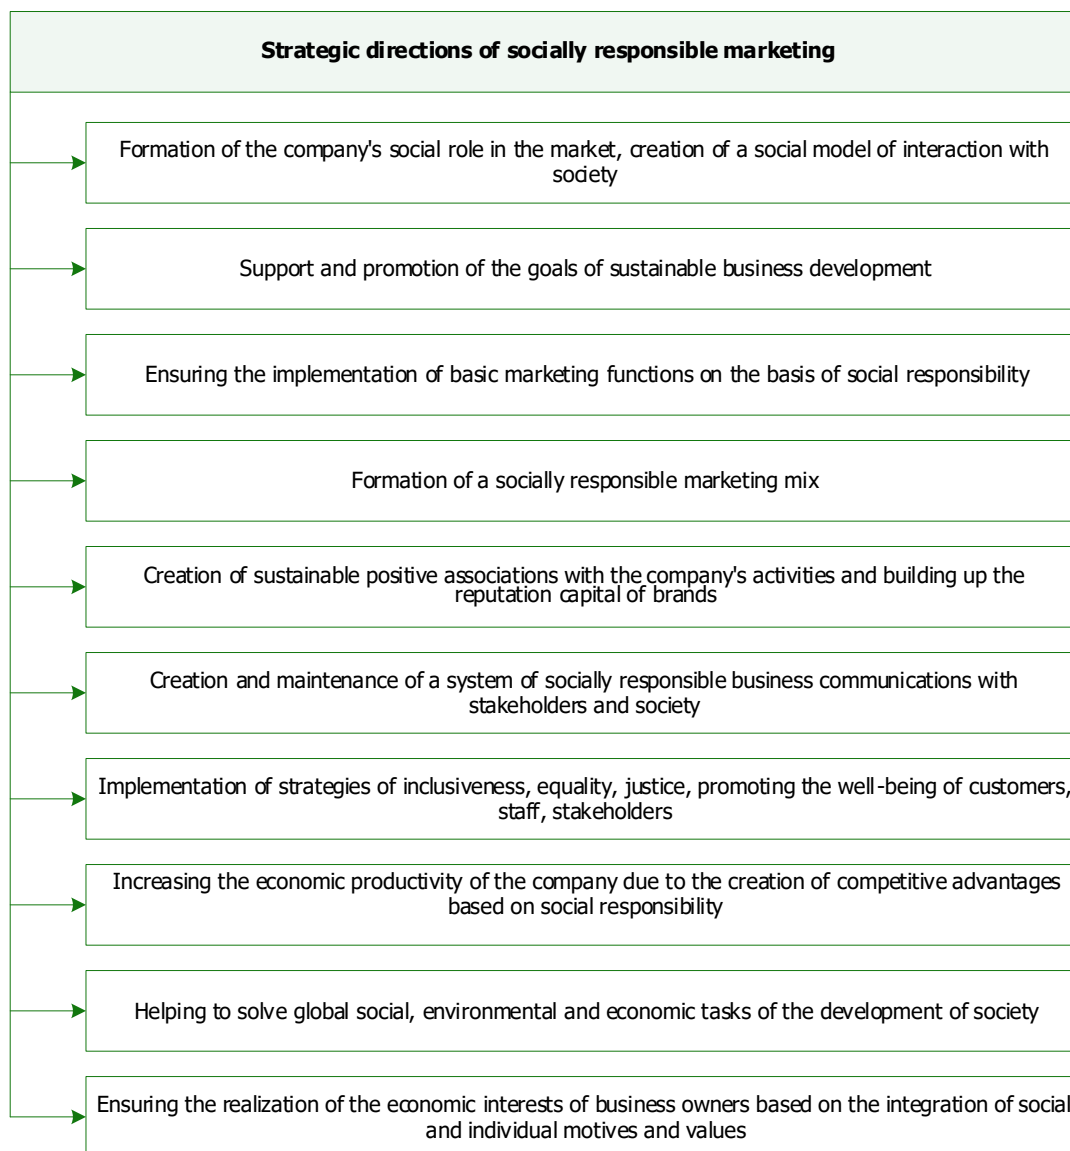 Strategic directions of socially responsible marketing
Formation of the company's social role in the market, creation of a social model of interaction with
society
Support and promotion of the goals of sustainable business development
Ensuring the implementation of basic marketing functions on the basis of social responsibility
Formation of a socially responsible marketing mix
Creation of sustainable positive associations with the company's activities and building up the
reputation capital of brands
Creation and maintenance of a system of socially responsible business communications with
stakeholders and society
Implementation of strategies of inclusiveness, equality, justice, promoting the well-being of customers,
staff, stakeholders
Increasing the economic productivity of the company due to the creation of competitive advantages
based on social responsibility
Helping to solve global social, environmental and economic tasks of the development of society
Ensuring the realization of the economic interests of business owners based on the integration of social
and individual motives and values